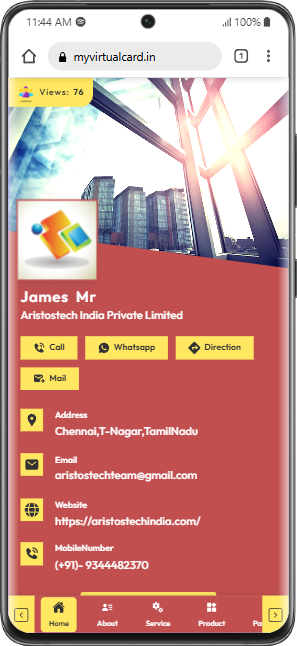 11:44 AM
100%
myvirtualcard.in
1
Views: 76
James Mr
Aristostech India Private Limited
Call
Whatsapp
Direction
Mail
Address
Chennai,T-Nagar,TamilNadu
Email
aristostechteam@gmail.com
Website
https://aristostechindia.com/
MobileNumber
(+91)- 9344482370
Home
About
Service
Product
Pa